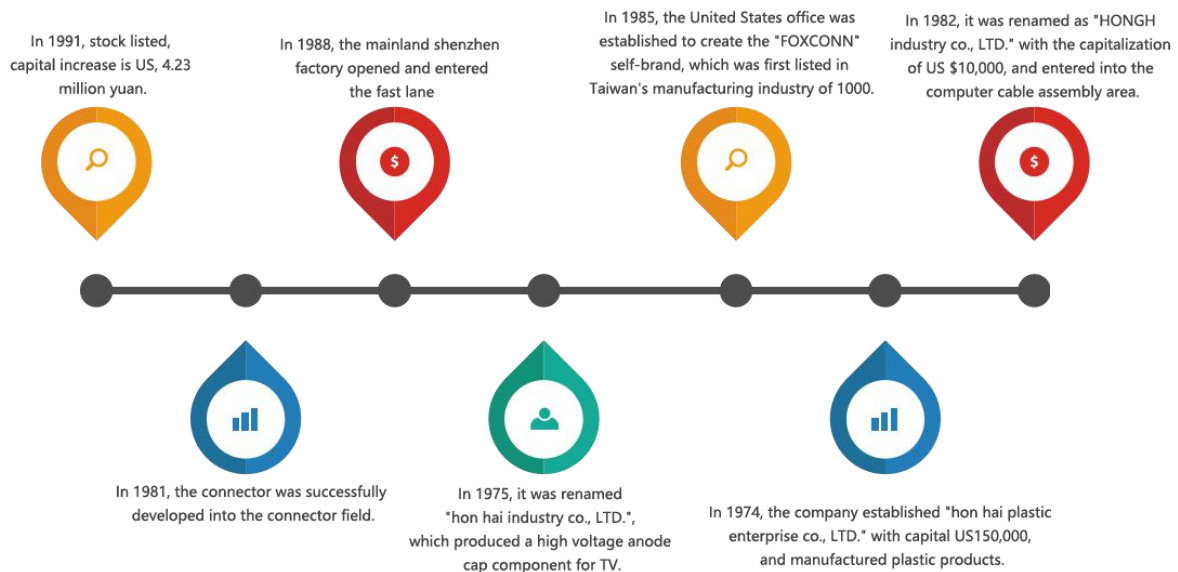 In 1991, stock listed,
capital increase is US, 4.23
million yuan.
In 1988, the mainland shenzhen
factory opened and entered
the fast lane
In 1985, the United States office was
established to create the "FOXCONN"
self-brand, which was first listed in
Taiwan's manufacturing industry of 1000.
In 1982, it was renamed as "HONGH
industry co., LTD." with the capitalization
of US $10,000, and entered into the
computer cable assembly area.
$
$
In 1981, the connector was successfully
developed into the connector field.
In 1975, it was renamed
"hon hai industry co., LTD.",
which produced a high voltage anode
cap component for TV.
In 1974, the company established "hon hai plastic
enterprise co., LTD." with capital US150,000,
and manufactured plastic products.